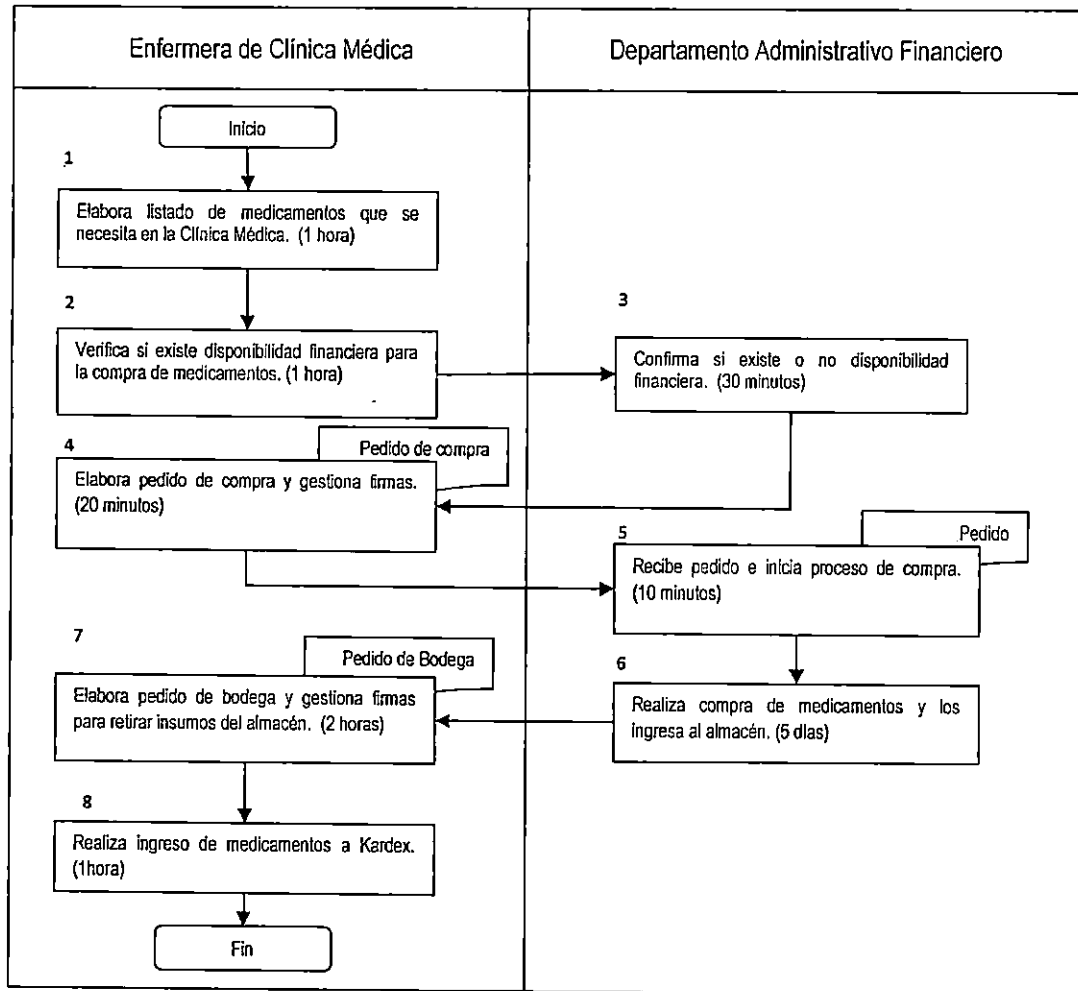 Enfermera de Clínica Médica
Departamento Administrativo Financiero
Inicio
1
Elabora listado de medicamentos que se
necesita en la Clínica Médica. (1 hora)
2
Verifica si existe disponibilidad financiera para
la compra de medicamentos. (1 hora)
3
Confirma si existe o no disponibilidad
financiera. (30 minutos)
4
Pedido de compra
Elabora pedido de compra y gestiona firmas.
(20 minutos)
5
Pedido
Recibe pedido e inicia proceso de compra.
(10 minutos)
6
Realiza compra de medicamentos y los
ingresa al almacén. (5 días)
7
Pedido de Bodega
Elabora pedido de bodega y gestiona firmas
para retirar insumos del almacén. (2 horas)
8
Realiza ingreso de medicamentos a Kardex.
(1hora)
Fin